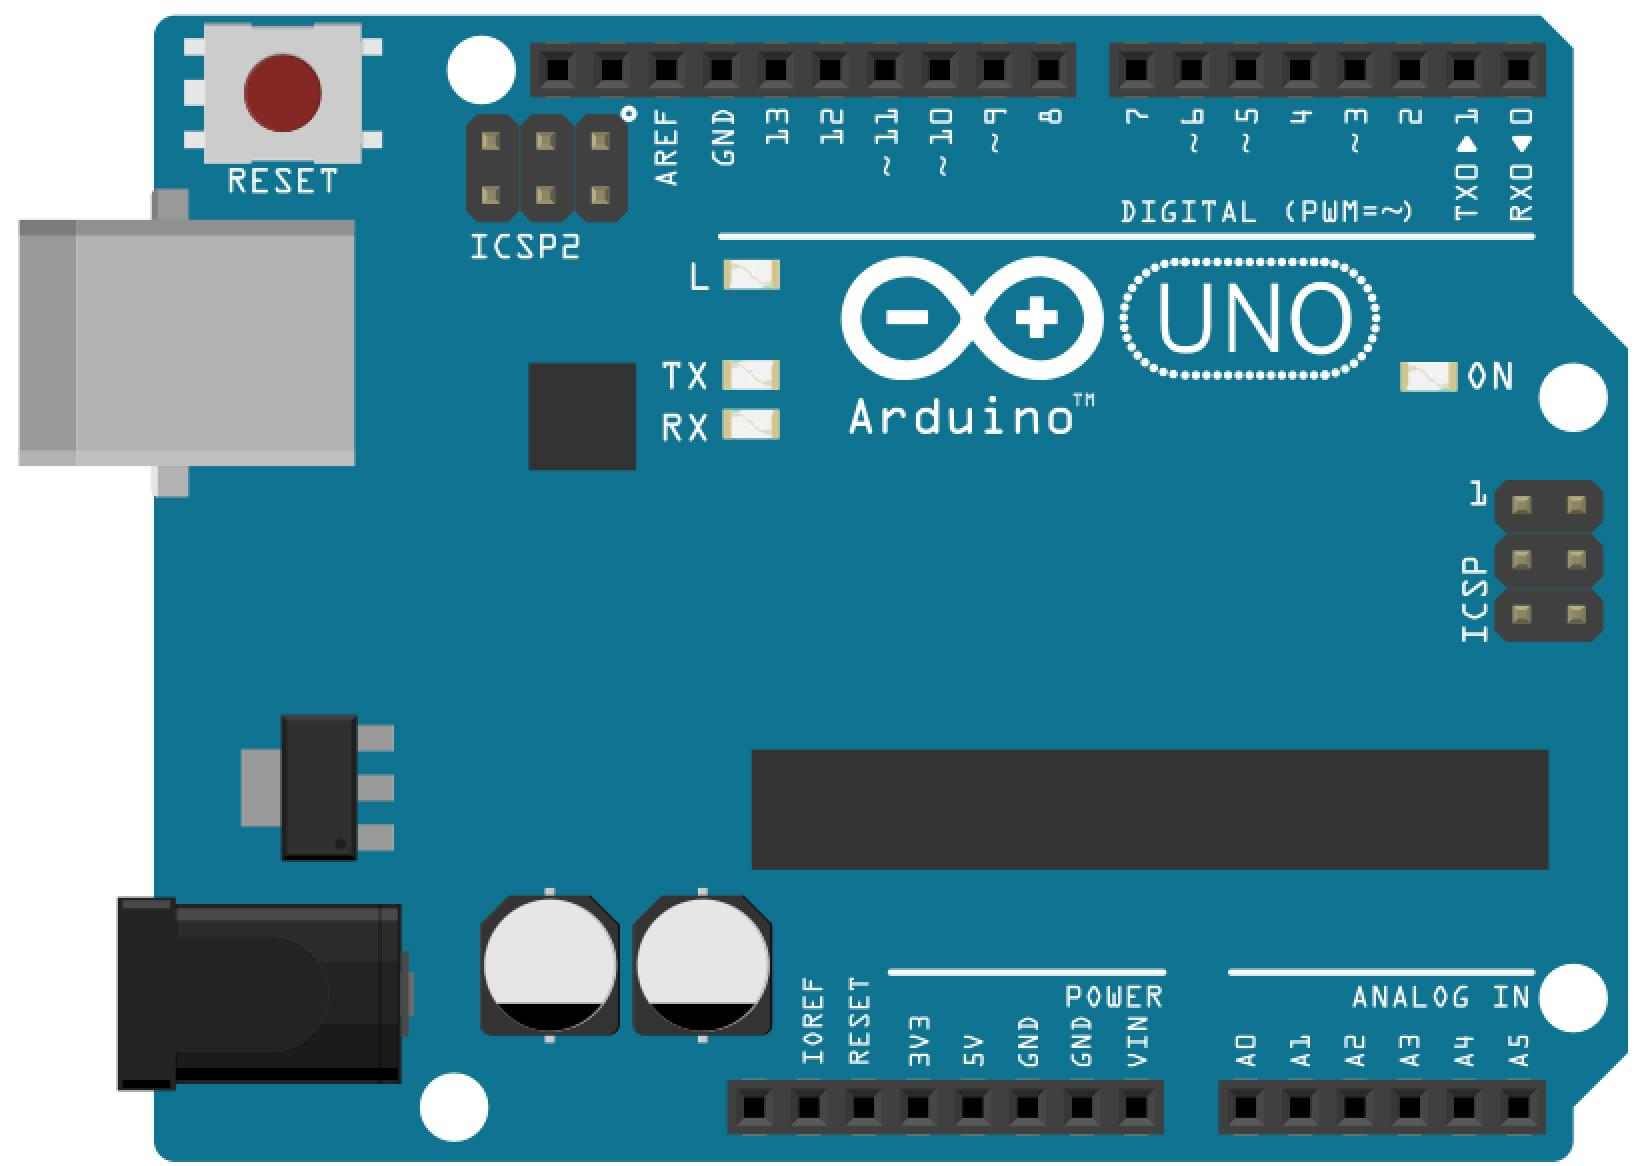 RESET
AREF
GND
13
12
~11
~10
~9
8
7
~6
~5
4
~3
2
TX0▶1
RX0◀0
DIGITAL (PWM=~)
ICSP2
L
TX
RX
UNO
Arduino™
ON
1
ICSP
POWER
ANALOG IN
IOREF
RESET
3V3
5V
GND
GND
VIN
A0
A1
A2
A3
A4
A5